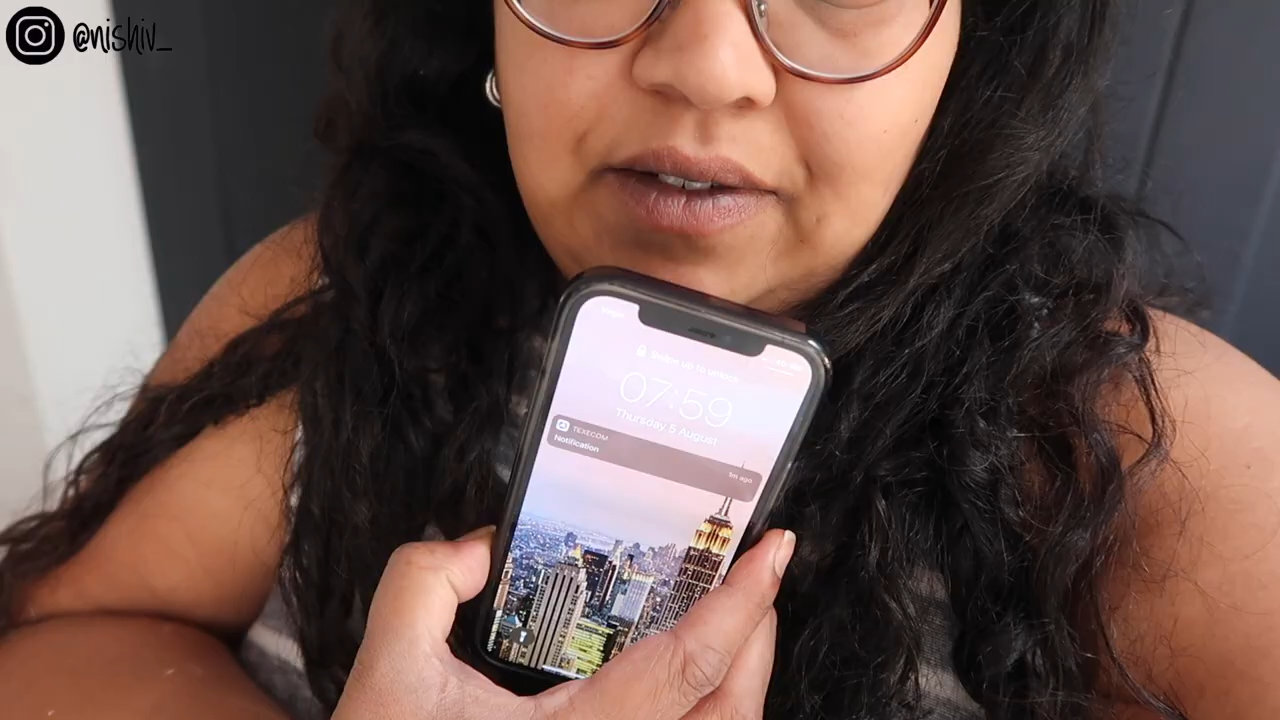 @nishiv_
Swipe up to unlock
07:59
Thursday 5 August
TEXECOM
5m ago
Notification